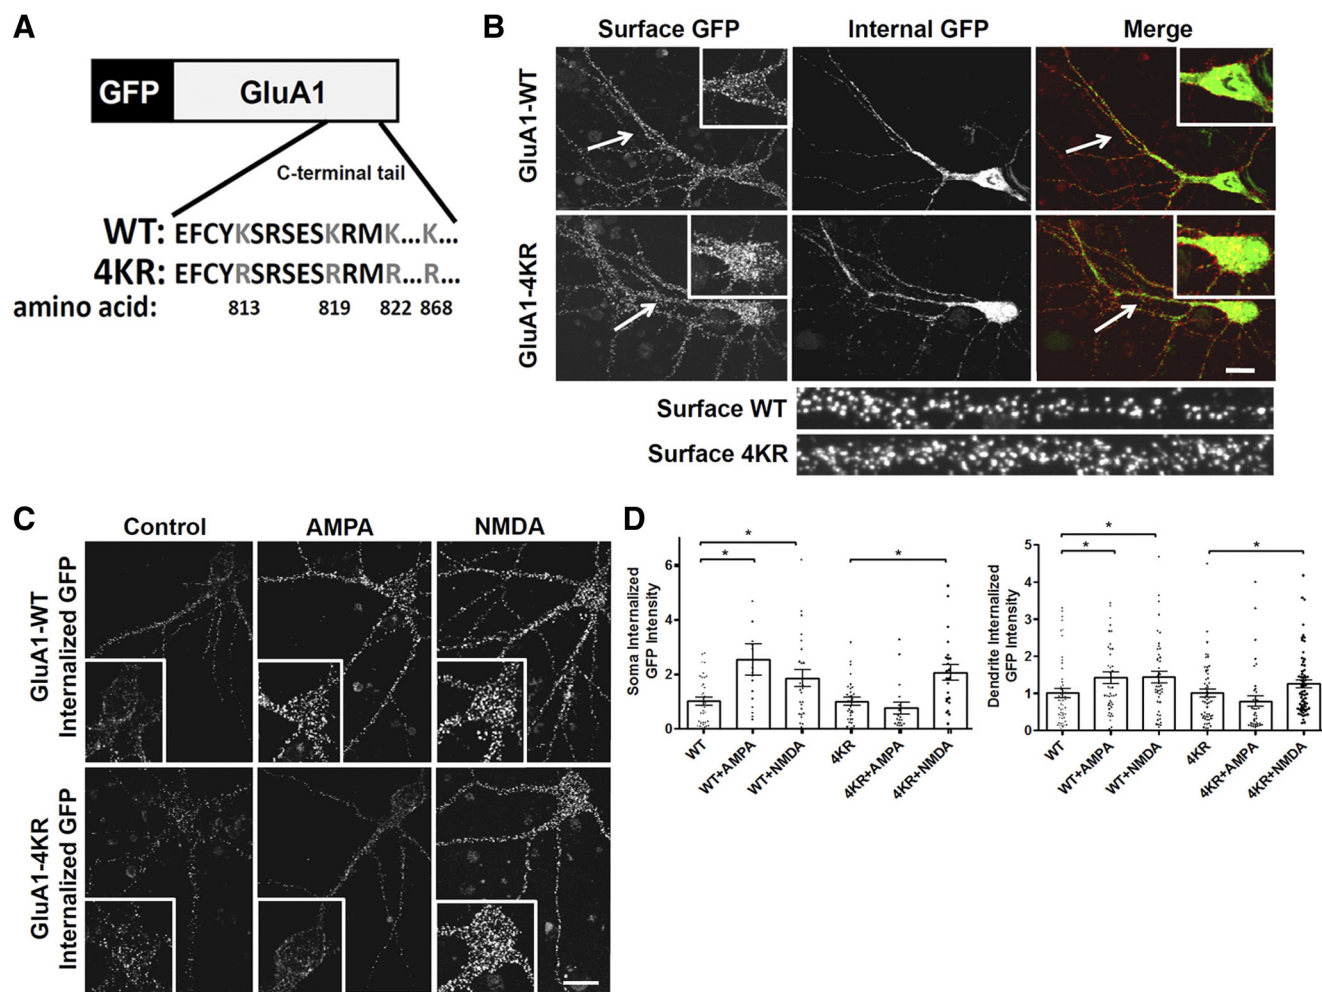 A
GFP
GluA1
C-terminal tail
WT: EFCYKSRSESKRMK...K...
4KR: EFCYRSRSESRRMR...R...
amino acid: 813 819 822 868
B
Surface GFP Internal GFP Merge
GluA1-WT
GluA1-4KR
Surface WT
Surface 4KR
C
Control AMPA NMDA
GluA1-WT
Internalized GFP
GluA1-4KR
Internalized GFP
D
Soma Internalized
GFP Intensity
6
4
2
0
* * *
WT WT+AMPA WT+NMDA 4KR 4KR+AMPA 4KR+NMDA
Dendrite Internalized
GFP Intensity
5
4
3
2
1
0
* * *
WT WT+AMPA WT+NMDA 4KR 4KR+AMPA 4KR+NMDA